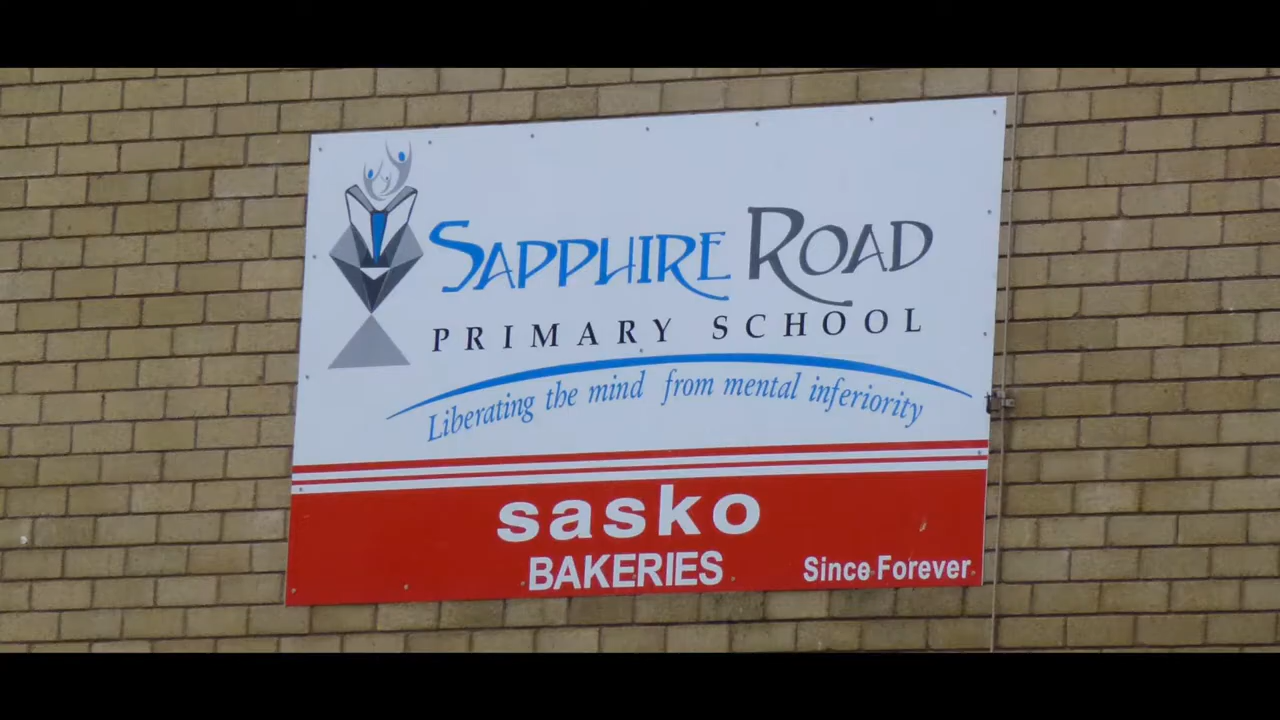 SAPPHIRE ROAD
PRIMARY SCHOOL
Liberating the mind from mental inferiority
sasko
BAKERIES
Since Forever